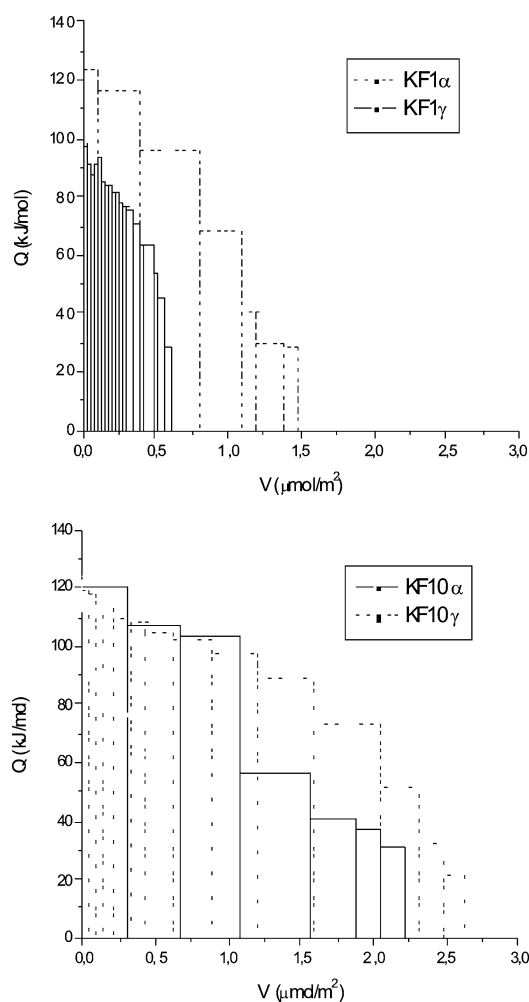 140
120
100
80
60
40
20
0
Q (kJ/mol)
KF1α
KF1γ
0,0 0,5 1,0 1,5 2,0 2,5 3,0
V (μmol/m²)
140
120
100
80
60
40
20
0
Q (kJ/md)
KF10α
KF10γ
0,0 0,5 1,0 1,5 2,0 2,5 3,0
V (μmd/m²)